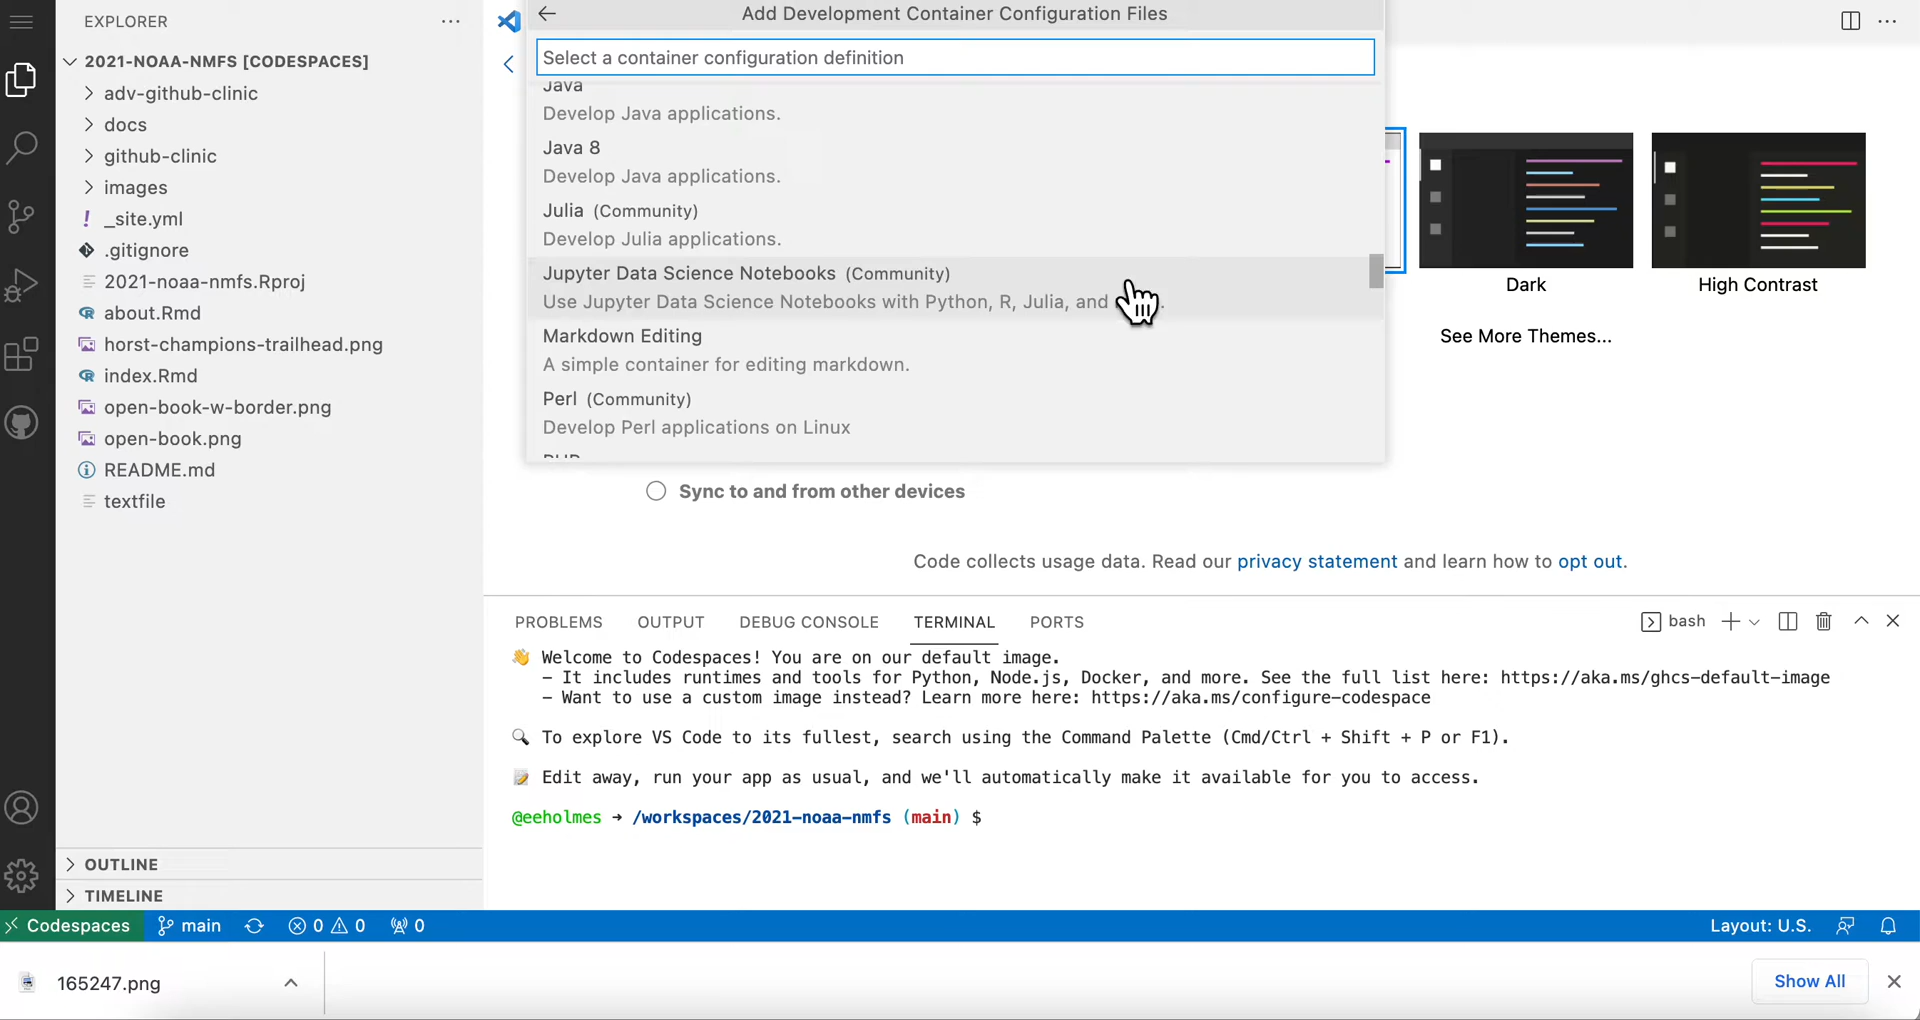 EXPLORER
2021-NOAA-NMFS [CODESPACES]
adv-github-clinic
docs
github-clinic
images
! _site.yml
.gitignore
2021-noaa-nmfs.Rproj
about.Rmd
horst-champions-trailhead.png
index.Rmd
open-book-w-border.png
open-book.png
README.md
textfile
OUTLINE
TIMELINE
Add Development Container Configuration Files
Select a container configuration definition
Java
Develop Java applications.
Java 8
Develop Java applications.
Julia (Community)
Develop Julia applications.
Jupyter Data Science Notebooks (Community)
Use Jupyter Data Science Notebooks with Python, R, Julia, and
Markdown Editing
A simple container for editing markdown.
Perl (Community)
Develop Perl applications on Linux
PHP
Dark
High Contrast
See More Themes...
Sync to and from other devices
Code collects usage data. Read our privacy statement and learn how to opt out.
PROBLEMS OUTPUT DEBUG CONSOLE TERMINAL PORTS
bash
👋 Welcome to Codespaces! You are on our default image.
- It includes runtimes and tools for Python, Node.js, Docker, and more. See the full list here: https://aka.ms/ghcs-default-image
- Want to use a custom image instead? Learn more here: https://aka.ms/configure-codespace
🔍 To explore VS Code to its fullest, search using the Command Palette (Cmd/Ctrl + Shift + P or F1).
📝 Edit away, run your app as usual, and we'll automatically make it available for you to access.
@eeholmes → /workspaces/2021-noaa-nmfs (main) $
Codespaces main 0 0 0
Layout: U.S.
165247.png
Show All